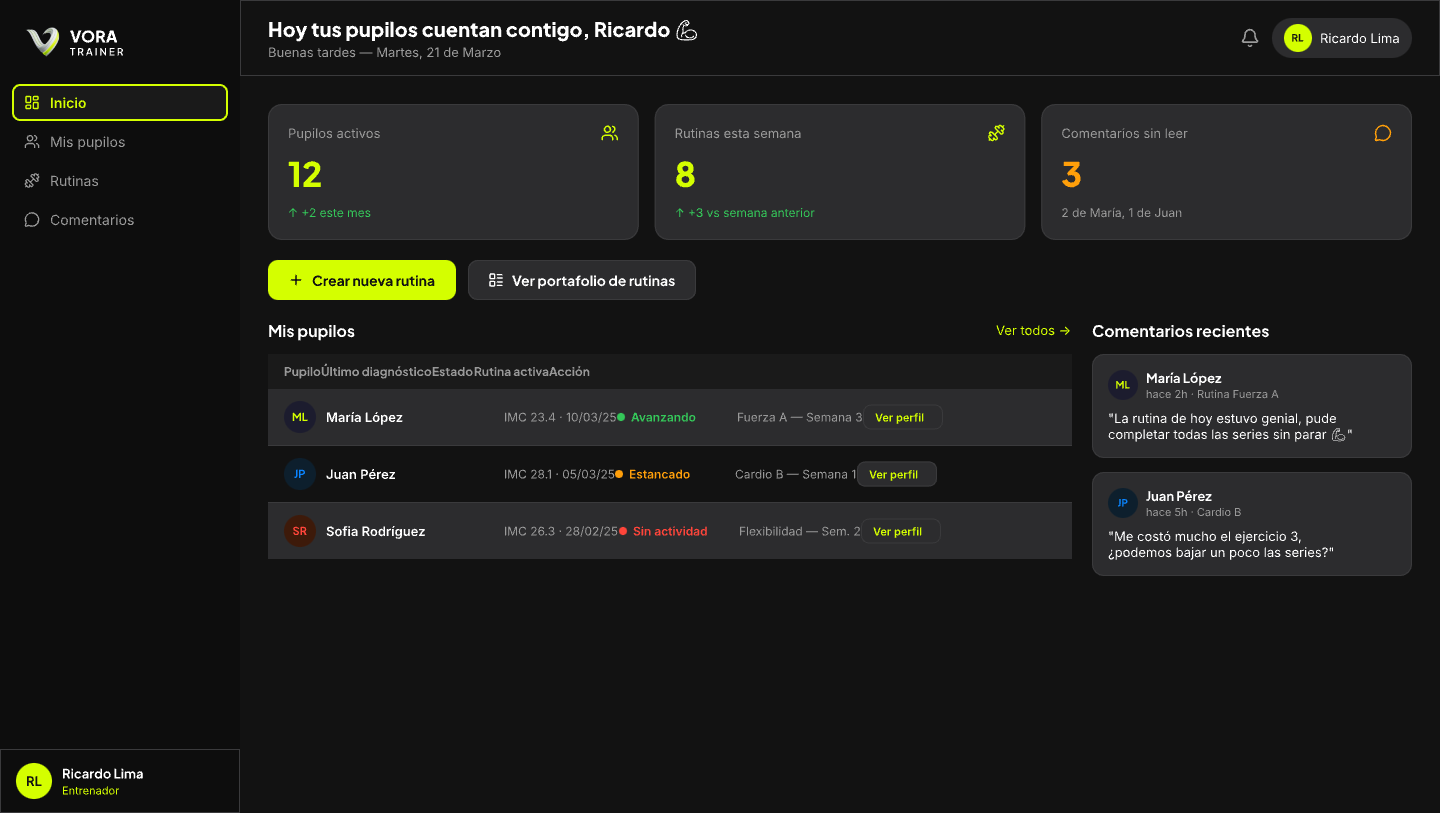 VORA
TRAINER
Inicio
Mis pupilos
Rutinas
Comentarios
RL
Ricardo Lima
Entrenador
Hoy tus pupilos cuentan contigo, Ricardo 💪
Buenas tardes — Martes, 21 de Marzo
RL Ricardo Lima
Pupilos activos
12
↑ +2 este mes
Rutinas esta semana
8
↑ +3 vs semana anterior
Comentarios sin leer
3
2 de María, 1 de Juan
+ Crear nueva rutina
Ver portafolio de rutinas
Mis pupilos
Ver todos →
PupiloÚltimo diagnósticoEstadoRutina activaAcción
ML María López IMC 23.4 · 10/03/25 Avanzando Fuerza A — Semana 3 Ver perfil
JP Juan Pérez IMC 28.1 · 05/03/25 Estancado Cardio B — Semana 1 Ver perfil
SR Sofia Rodríguez IMC 26.3 · 28/02/25 Sin actividad Flexibilidad — Sem. 2 Ver perfil
Comentarios recientes
ML
María López
hace 2h · Rutina Fuerza A
"La rutina de hoy estuvo genial, pude
completar todas las series sin parar 💪"
JP
Juan Pérez
hace 5h · Cardio B
"Me costó mucho el ejercicio 3,
¿podemos bajar un poco las series?"